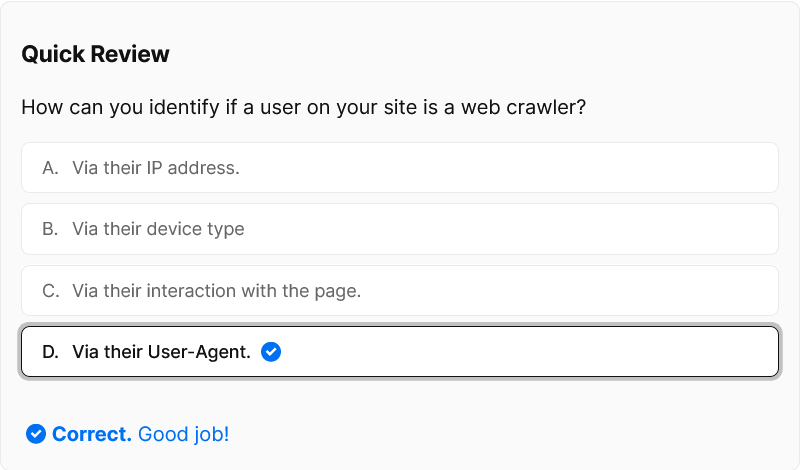 Quick Review
How can you identify if a user on your site is a web crawler?
A. Via their IP address.
B. Via their device type
C. Via their interaction with the page.
D. Via their User-Agent.
Correct. Good job!